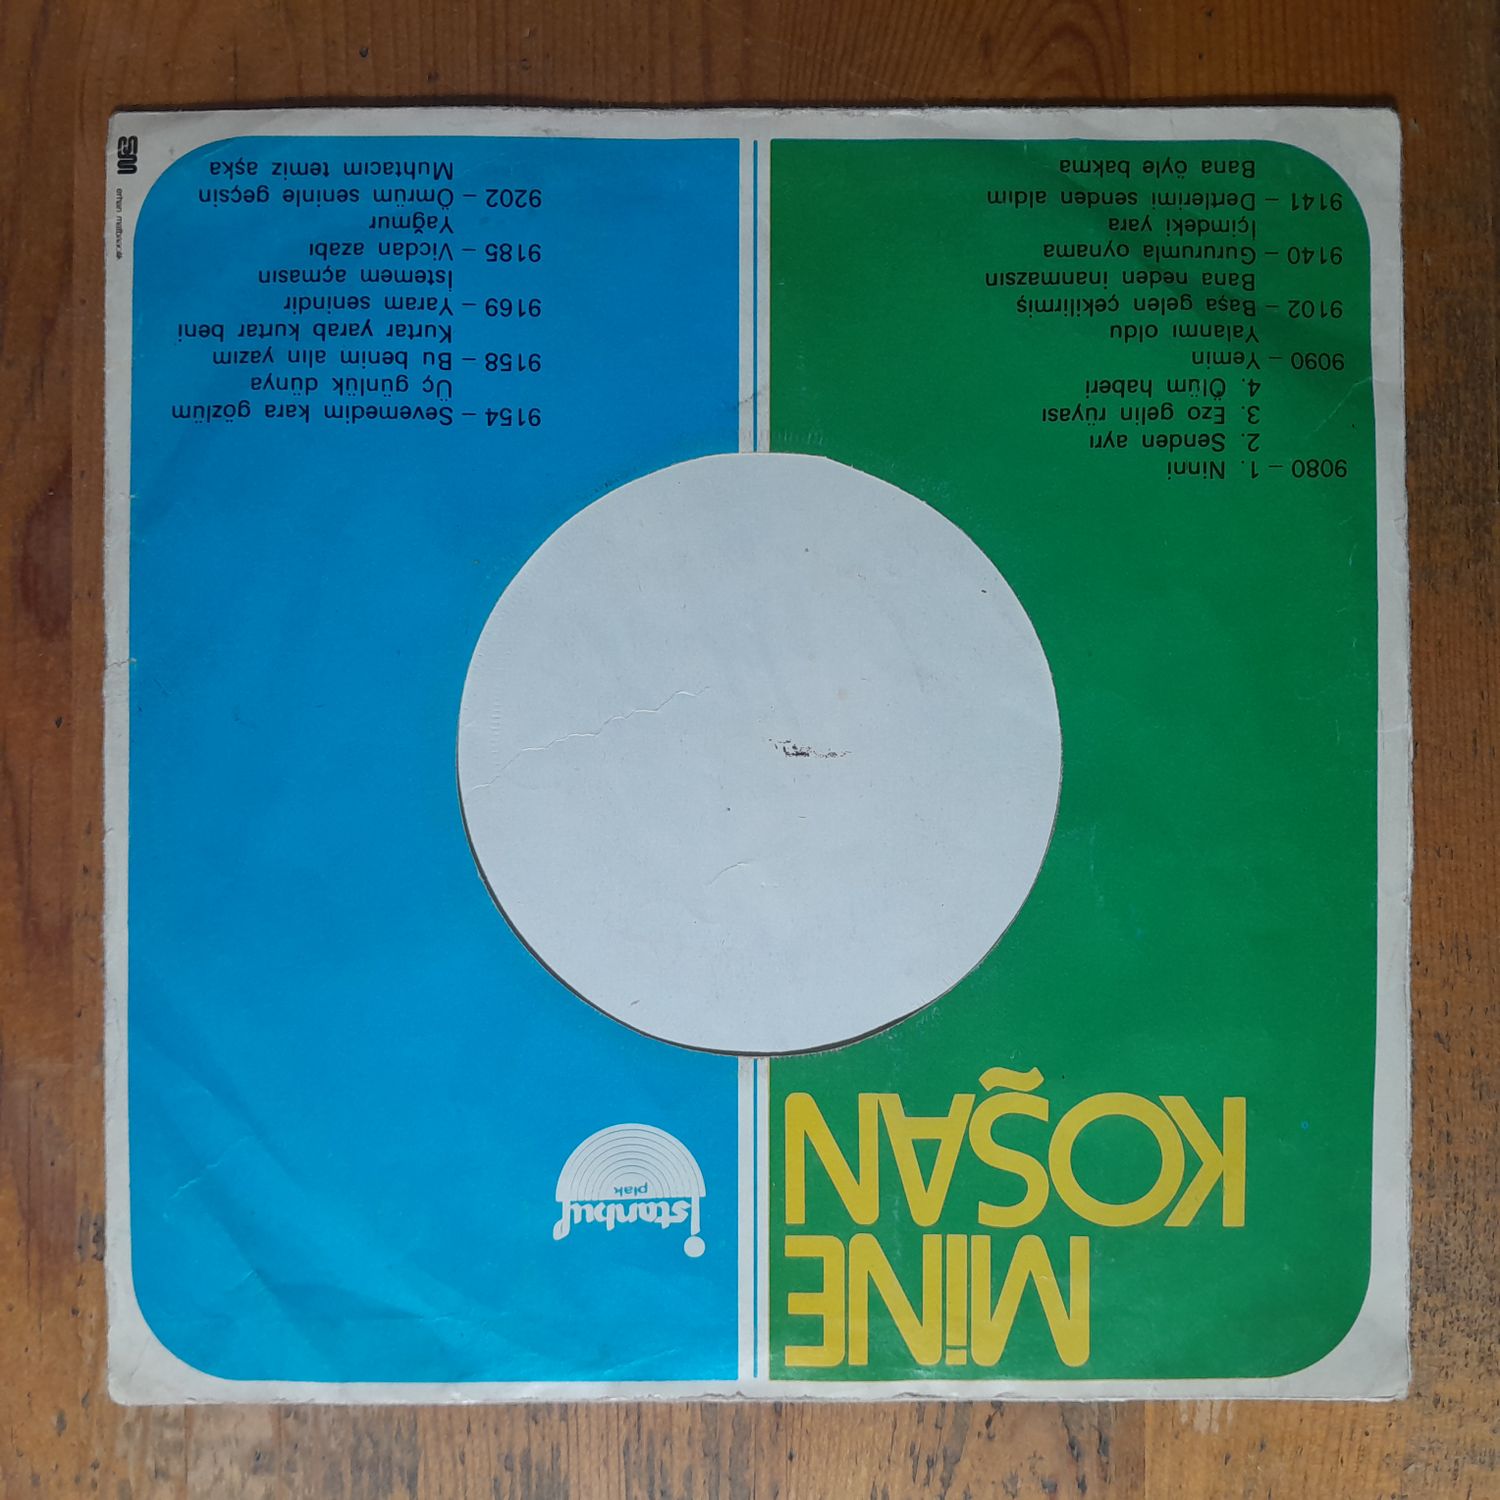 MİNE
KOŞAN
istanbul
plak
9080 – 1. Ninni
2. Senden ayrı
3. Ezo gelin rüyası
4. Ölüm haberi
9090 – Yemin
Yalanmı oldu
9102 – Başa gelen çekilirmiş
Bana neden inanmazsın
9140 – Gururumla oynama
İçimdeki yara
9141 – Dertlerimi senden aldım
Bana öyle bakma
9154 – Sevemedim kara gözlüm
Üç günlük dünya
9158 – Bu benim alın yazım
Kurtar yarab kurtar beni
9169 – Yaram senindir
İstemem açmasın
9185 – Vicdan azabı
Yağmur
9202 – Ömrüm seninle geçsin
Muhtacım temiz aşka
erhan matbaacılık